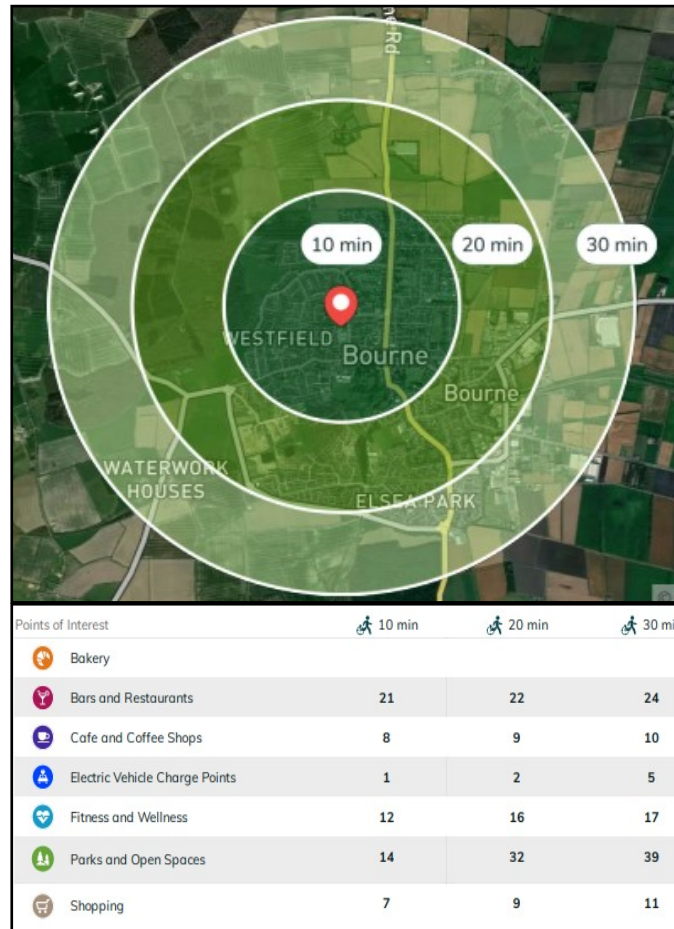 ne Rd
10 min 20 min 30 min
WESTFIELD
Bourne
Bourne
WATERWORK
HOUSES
ELSEA PARK
©
Points of Interest 10 min 20 min 30 mi
Bakery
Bars and Restaurants 21 22 24
Cafe and Coffee Shops 8 9 10
Electric Vehicle Charge Points 1 2 5
Fitness and Wellness 12 16 17
Parks and Open Spaces 14 32 39
Shopping 7 9 11